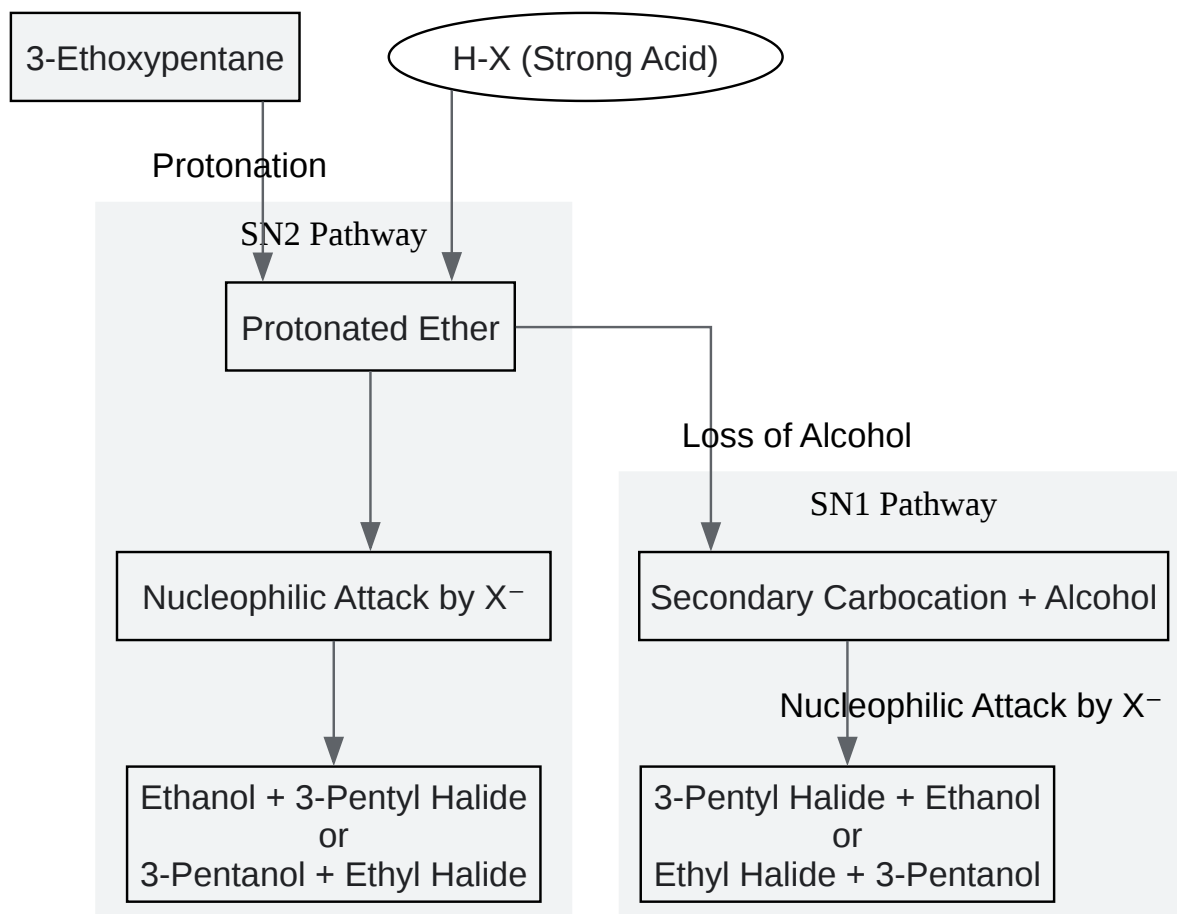 3-Ethoxypentane
H-X (Strong Acid)
Protonation
SN2 Pathway
Protonated Ether
Loss of Alcohol
SN1 Pathway
Nucleophilic Attack by X⁻
Secondary Carbocation + Alcohol
Nucleophilic Attack by X⁻
Ethanol + 3-Pentyl Halide
or
3-Pentanol + Ethyl Halide
3-Pentyl Halide + Ethanol
or
Ethyl Halide + 3-Pentanol